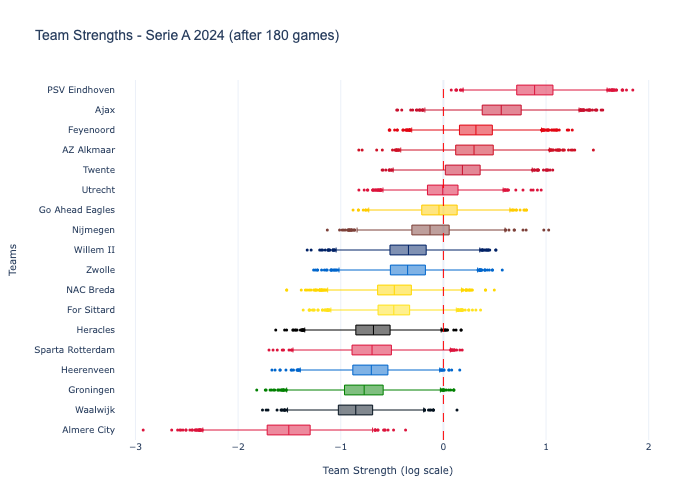 Team Strengths - Serie A 2024 (after 180 games)
PSV Eindhoven
Ajax
Feyenoord
AZ Alkmaar
Twente
Utrecht
Go Ahead Eagles
Nijmegen
Willem II
Zwolle
NAC Breda
For Sittard
Heracles
Sparta Rotterdam
Heerenveen
Groningen
Waalwijk
Almere City
Teams
−3 −2 −1 0 1 2
Team Strength (log scale)